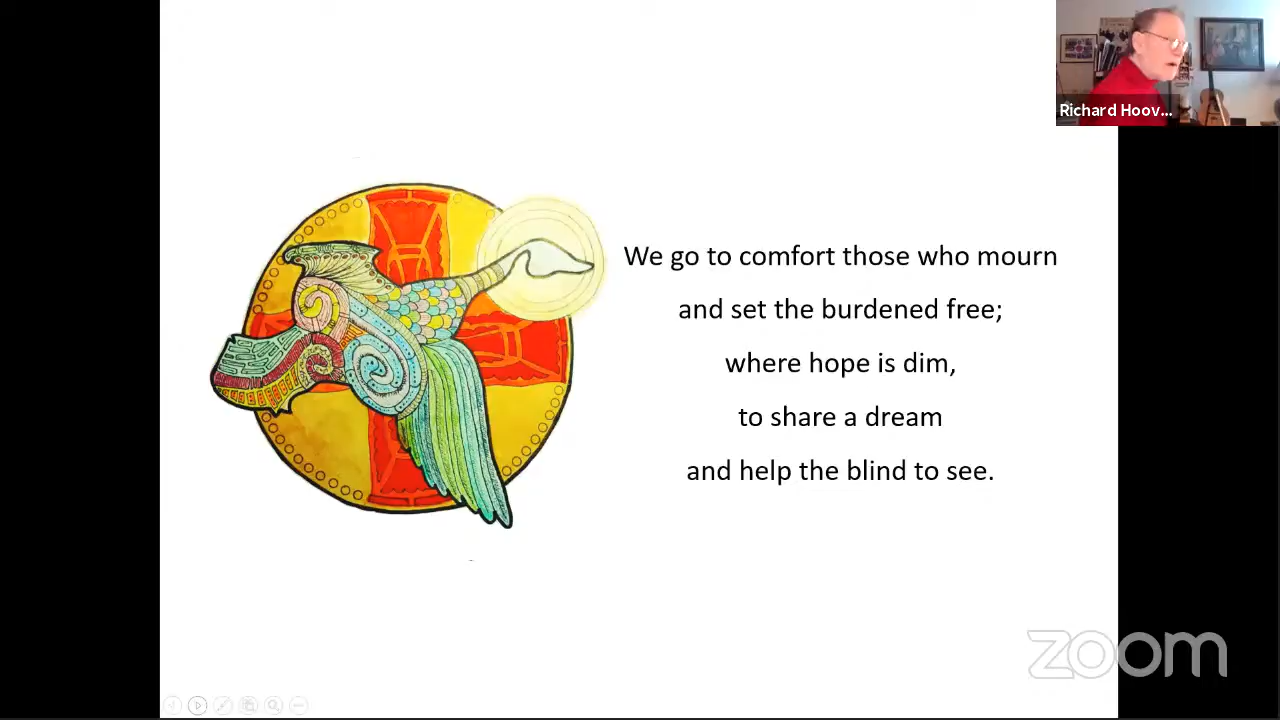 Richard Hoov...
We go to comfort those who mourn
and set the burdened free;
where hope is dim,
to share a dream
and help the blind to see.
zoom